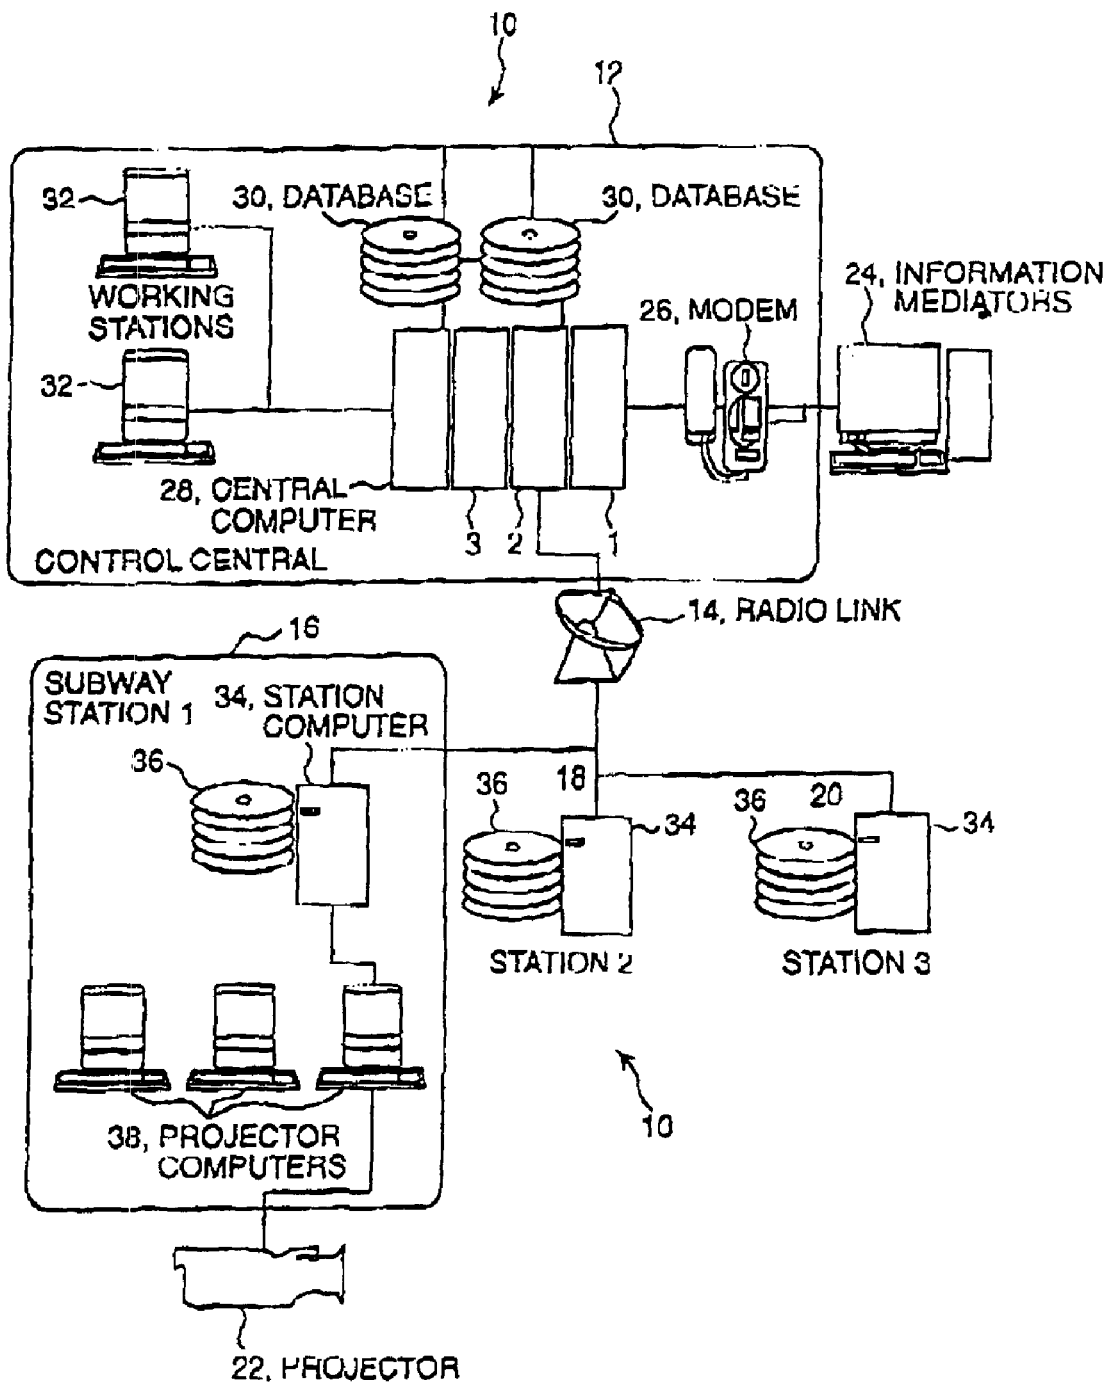 10
12
32
30, DATABASE
30, DATABASE
WORKING
STATIONS
24, INFORMATION
MEDIATORS
26, MODEM
32
28, CENTRAL
COMPUTER
3
2
1
CONTROL CENTRAL
14, RADIO LINK
16
SUBWAY
STATION 1
34, STATION
COMPUTER
36
18
36
34
20
36
34
STATION 2
STATION 3
38, PROJECTOR
COMPUTERS
10
22, PROJECTOR